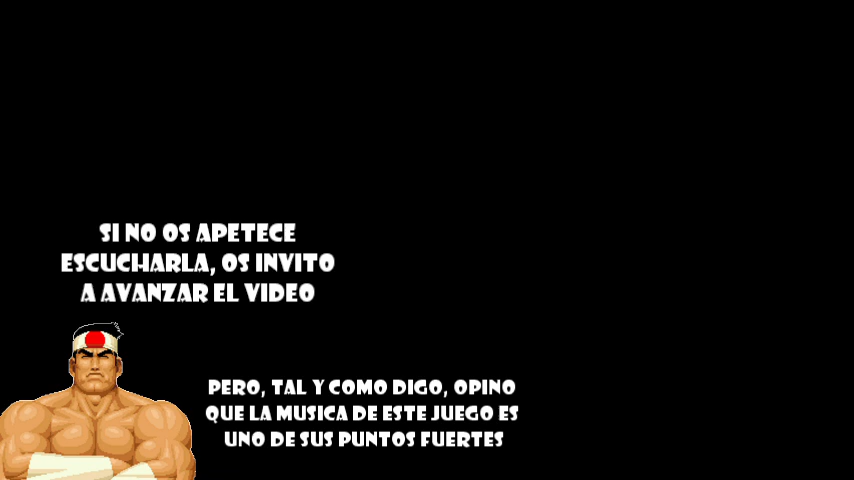 SI NO OS APETECE
ESCUCHARLA, OS INVITO
A AVANZAR EL VIDEO
PERO, TAL Y COMO DIGO, OPINO
QUE LA MUSICA DE ESTE JUEGO ES
UNO DE SUS PUNTOS FUERTES